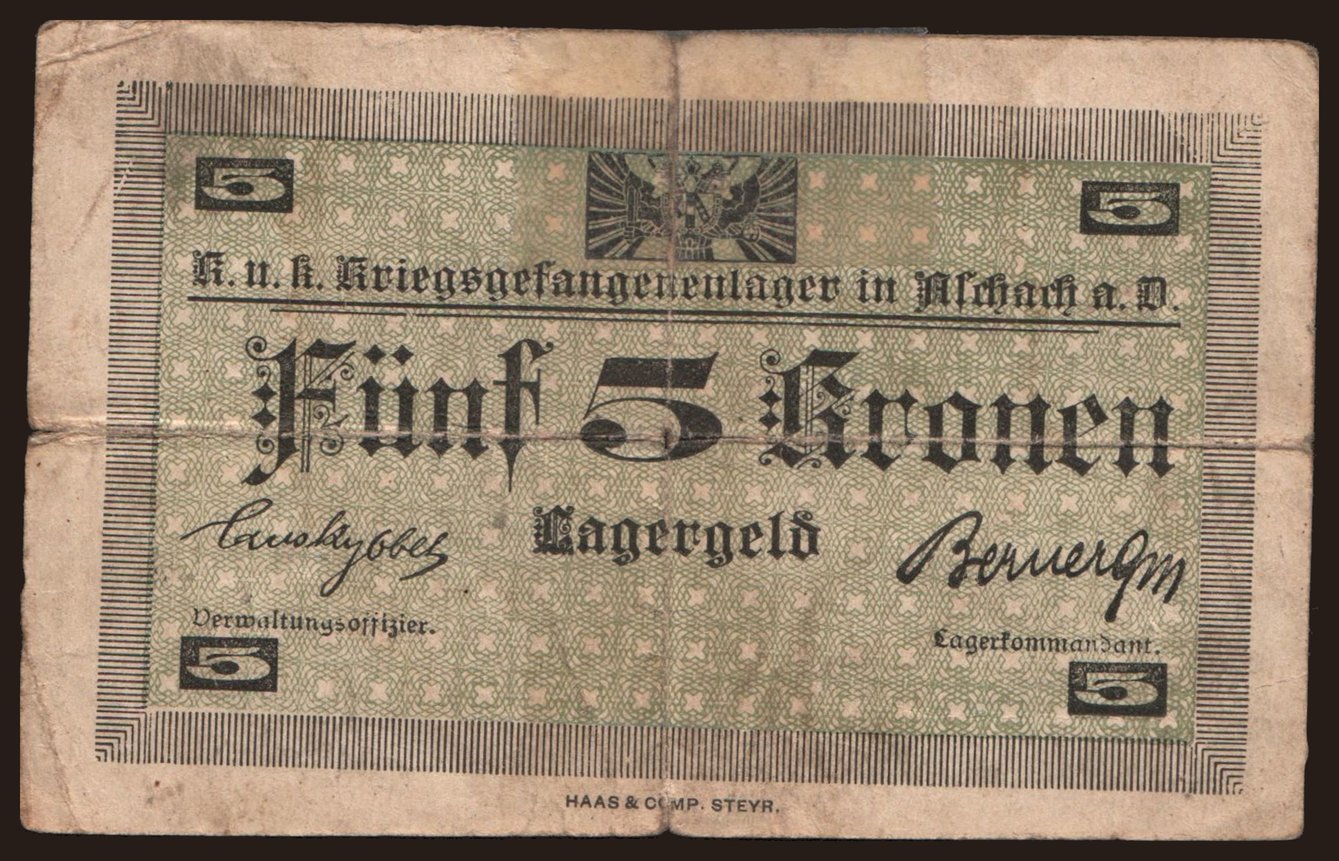 5 5
K. u. k. Kriegsgefangenenlager in Aschach a. D.
Fünf 5 Kronen
Lagergeld
Verwaltungsoffizier.
Lagerkommandant.
5 5
HAAS & COMP. STEYR.